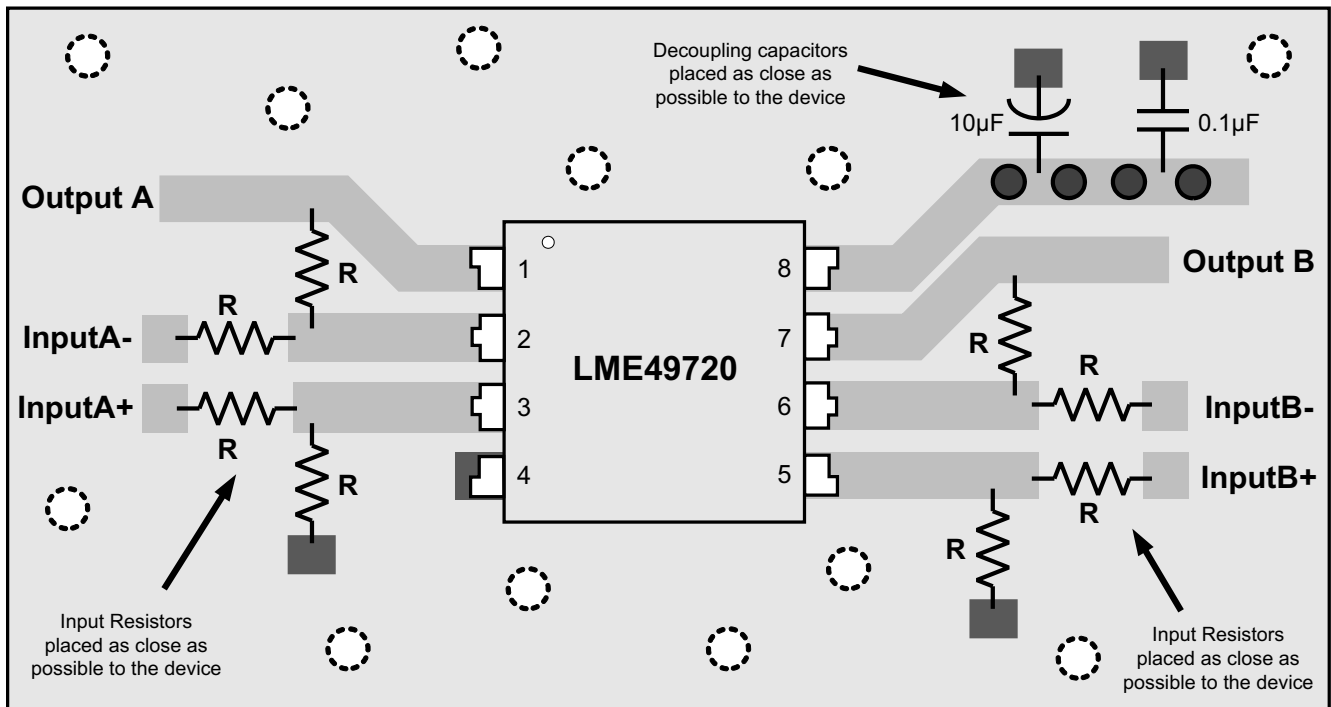 Decoupling capacitors
placed as close as
possible to the device
10µF
0.1µF
Output A
R
1
8
Output B
R
InputA-
2
7
R
LME49720
R
InputA+
3
6
InputB-
R
R
4
5
InputB+
R
R
Input Resistors
placed as close as
possible to the device
Input Resistors
placed as close as
possible to the device